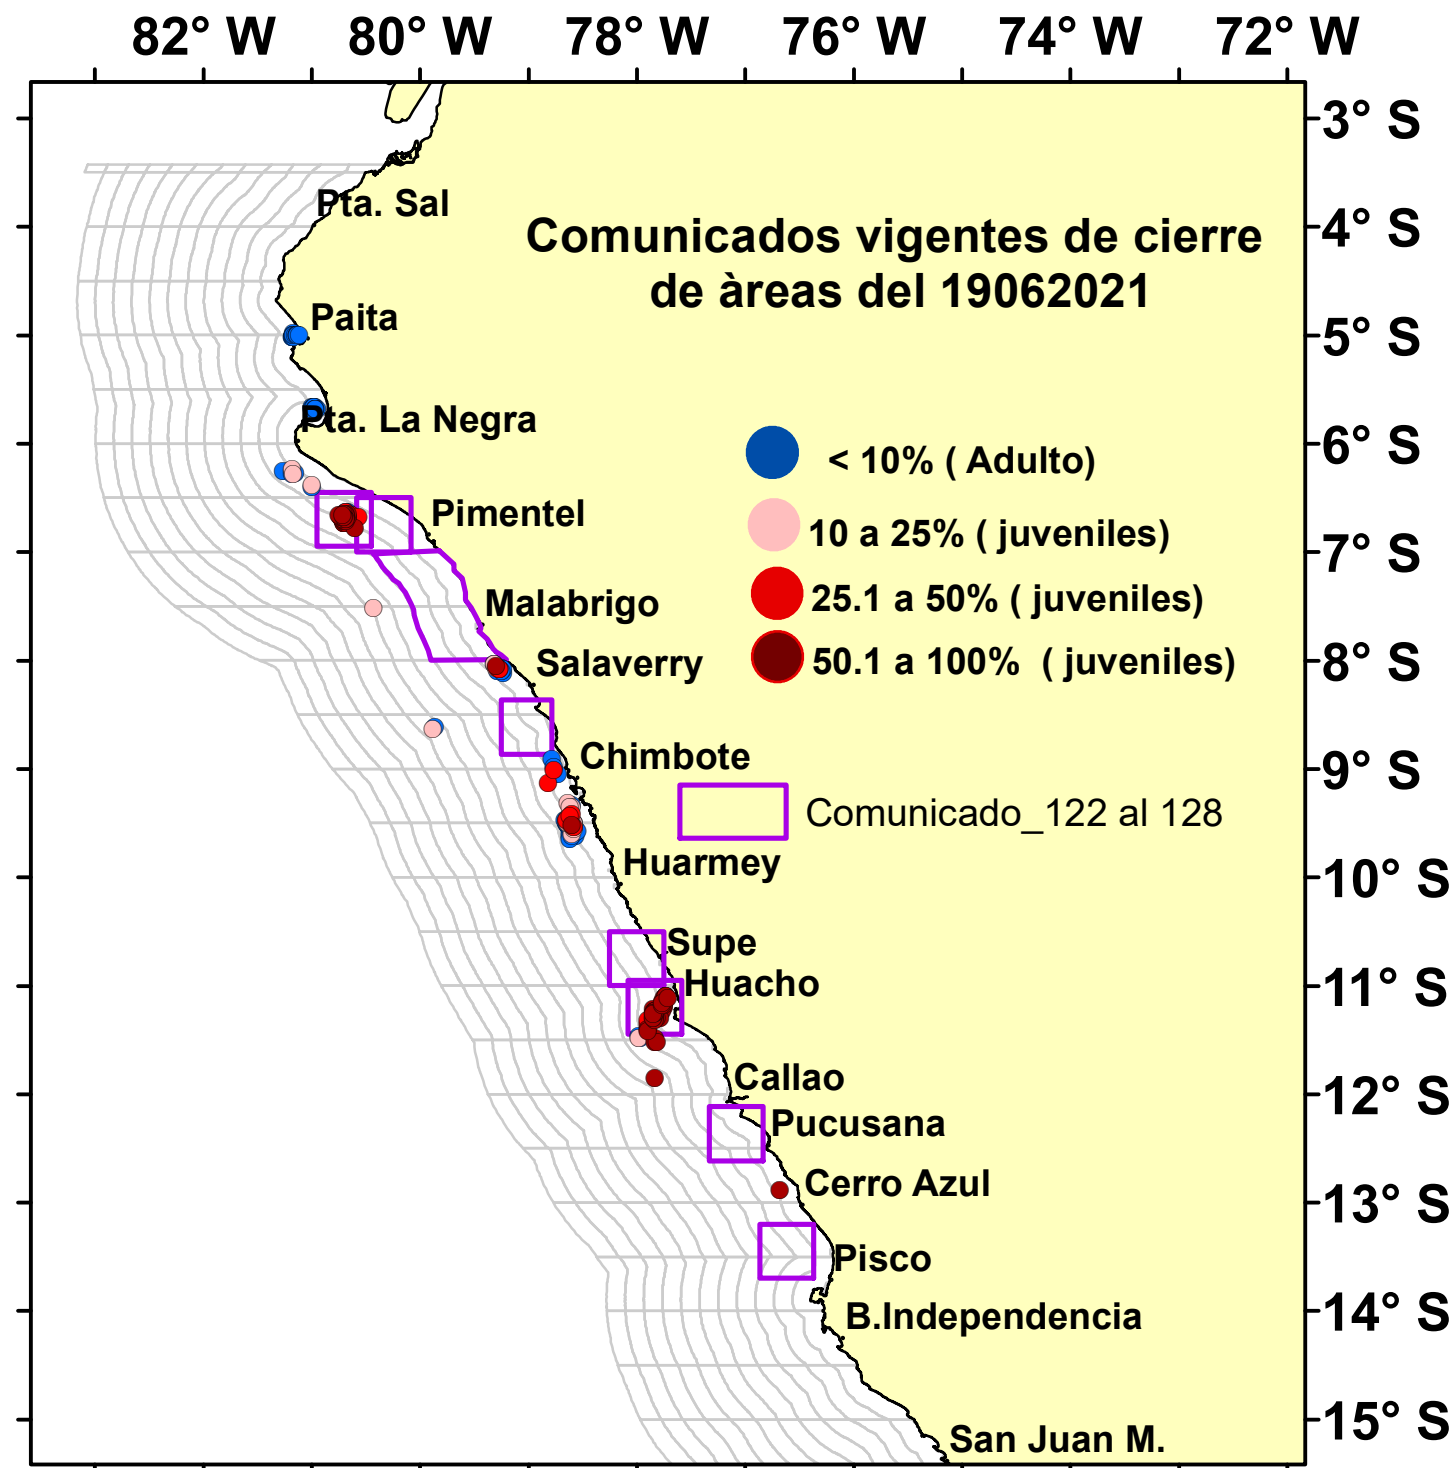 82° W 80° W 78° W 76° W 74° W 72° W
3° S
Pta. Sal
Comunicados vigentes de cierre
de àreas del 19062021
4° S
Paita
5° S
Pta. La Negra
6° S
< 10% ( Adulto)
Pimentel
10 a 25% ( juveniles)
7° S
Malabrigo
25.1 a 50% ( juveniles)
Salaverry
50.1 a 100% ( juveniles)
8° S
Chimbote
9° S
Comunicado_122 al 128
Huarmey
10° S
Supe
Huacho
11° S
Callao
12° S
Pucusana
Cerro Azul
13° S
Pisco
B.Independencia
14° S
San Juan M.
15° S